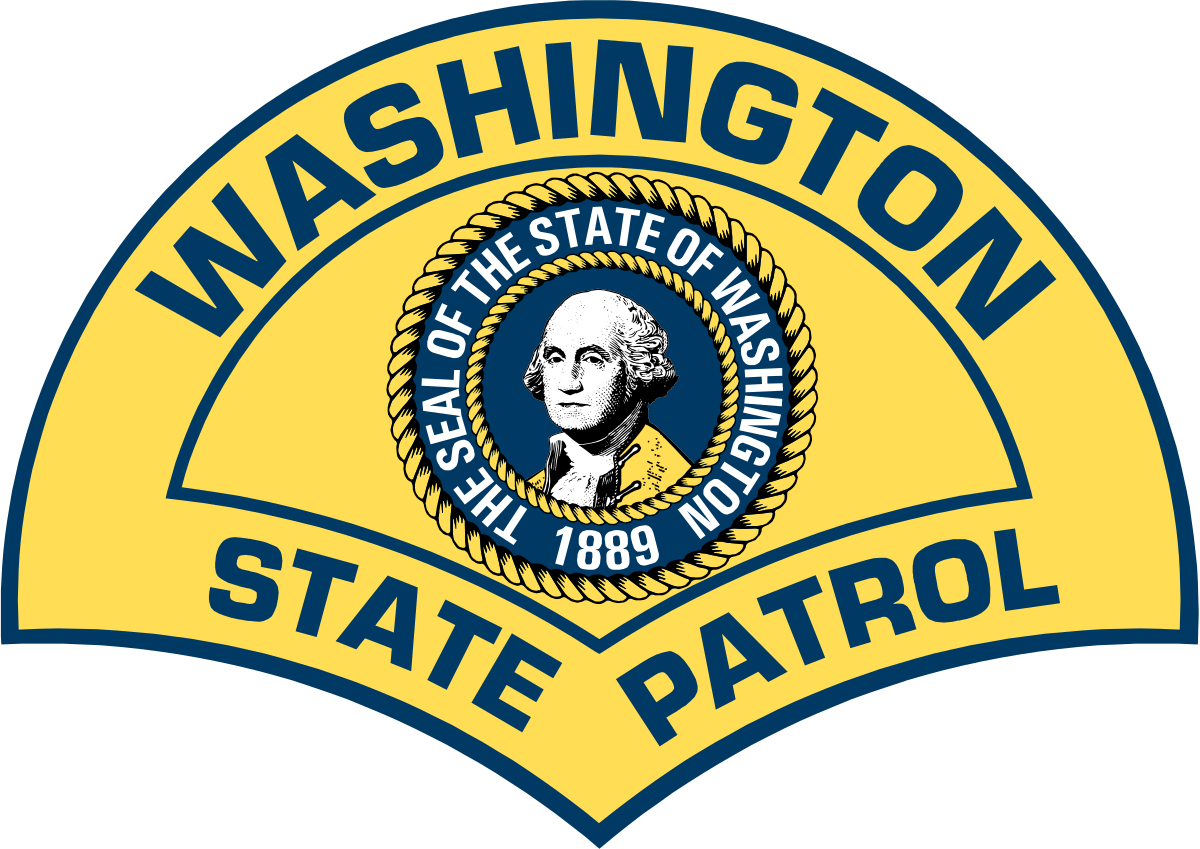 WASHINGTON
THE SEAL OF THE STATE OF WASHINGTON
1889
STATE PATROL